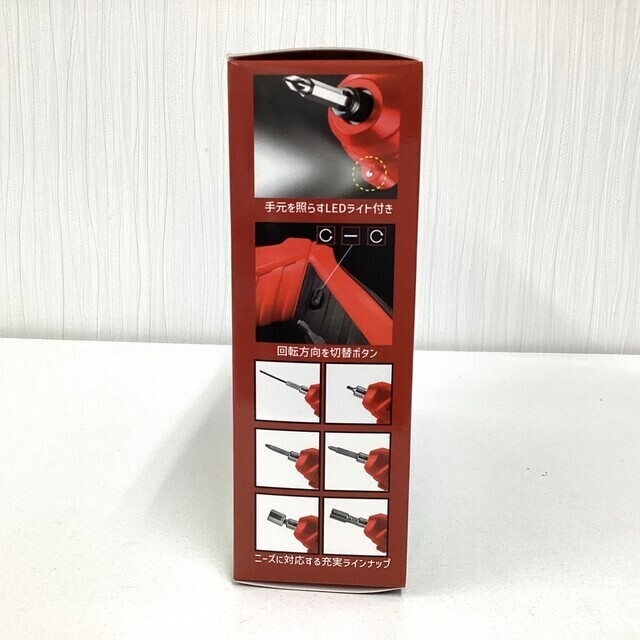 手元を照らすLEDライト付き
回転方向を切替ボタン
ニーズに対応する充実ラインナップ